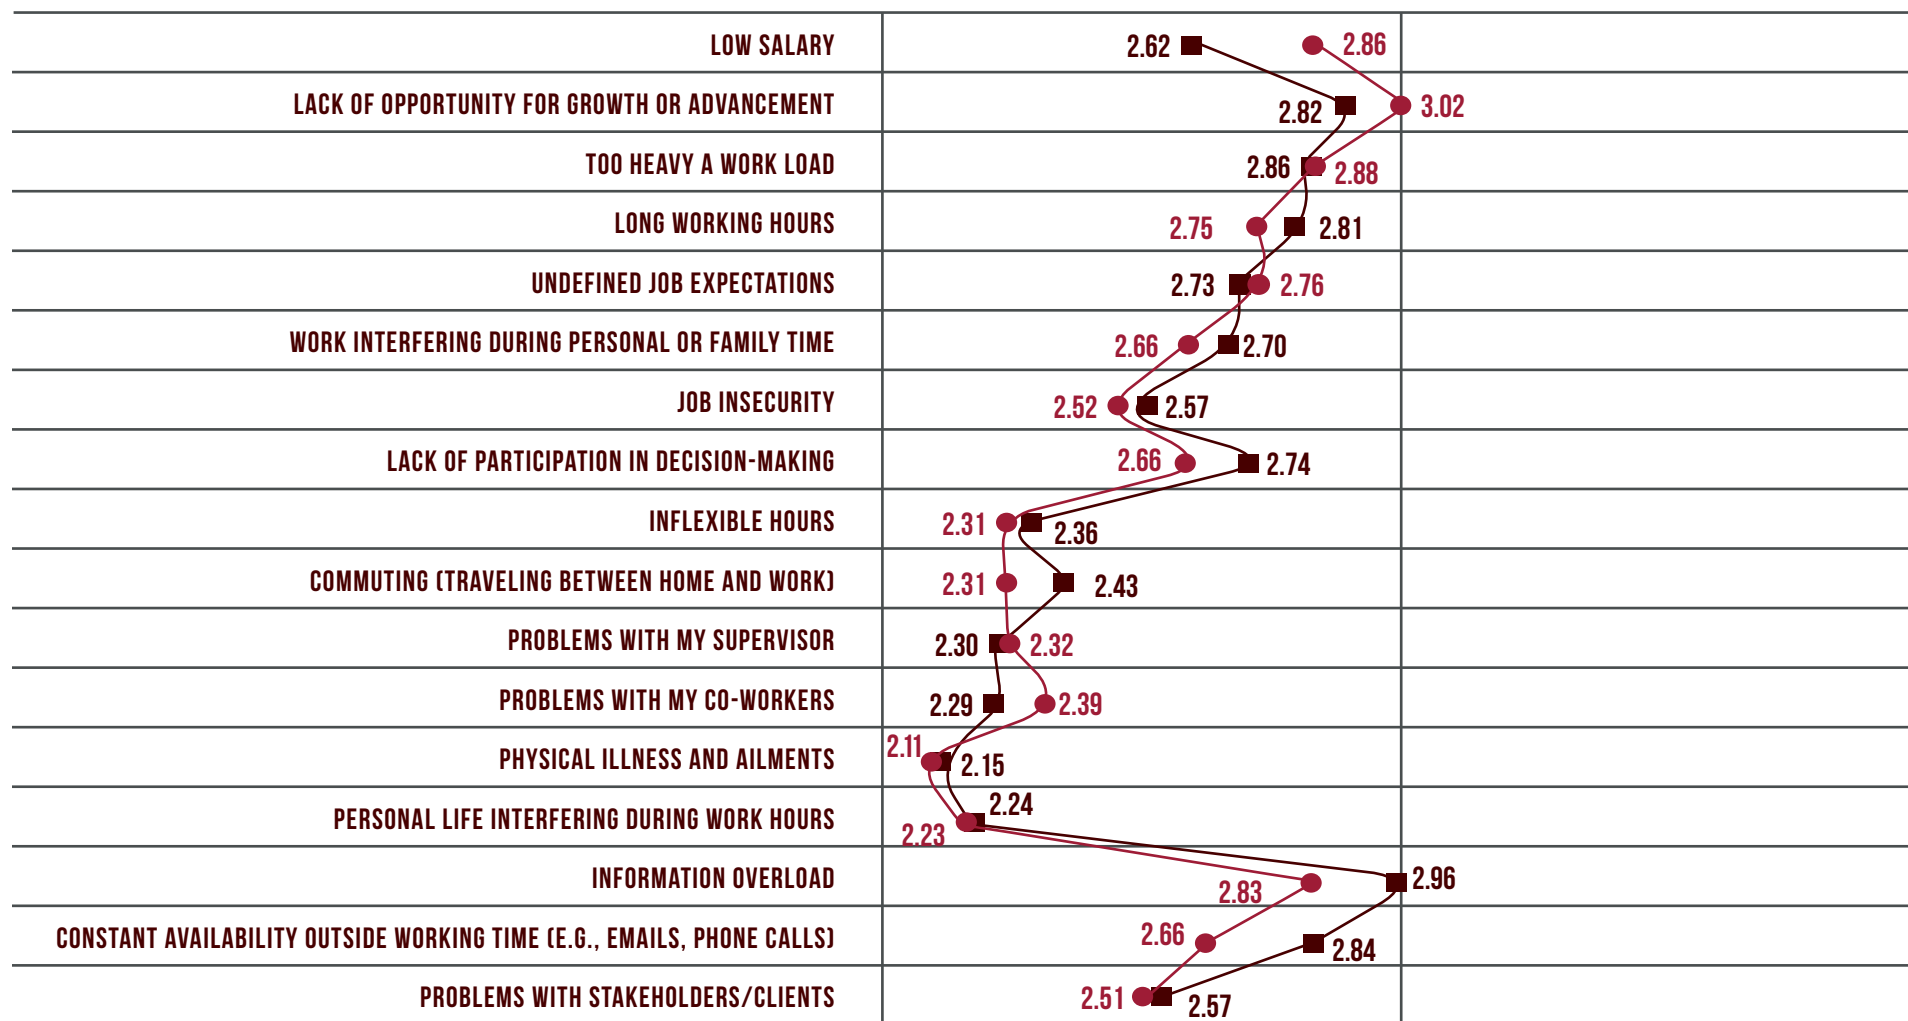 LOW SALARY 2.62 2.86
LACK OF OPPORTUNITY FOR GROWTH OR ADVANCEMENT 2.82 3.02
TOO HEAVY A WORK LOAD 2.86 2.88
LONG WORKING HOURS 2.75 2.81
UNDEFINED JOB EXPECTATIONS 2.73 2.76
WORK INTERFERING DURING PERSONAL OR FAMILY TIME 2.66 2.70
JOB INSECURITY 2.52 2.57
LACK OF PARTICIPATION IN DECISION-MAKING 2.66 2.74
INFLEXIBLE HOURS 2.31 2.36
COMMUTING (TRAVELING BETWEEN HOME AND WORK) 2.31 2.43
PROBLEMS WITH MY SUPERVISOR 2.30 2.32
PROBLEMS WITH MY CO-WORKERS 2.29 2.39
PHYSICAL ILLNESS AND AILMENTS 2.11 2.15
PERSONAL LIFE INTERFERING DURING WORK HOURS 2.23 2.24
INFORMATION OVERLOAD 2.83 2.96
CONSTANT AVAILABILITY OUTSIDE WORKING TIME (E.G., EMAILS, PHONE CALLS) 2.66 2.84
PROBLEMS WITH STAKEHOLDERS/CLIENTS 2.51 2.57